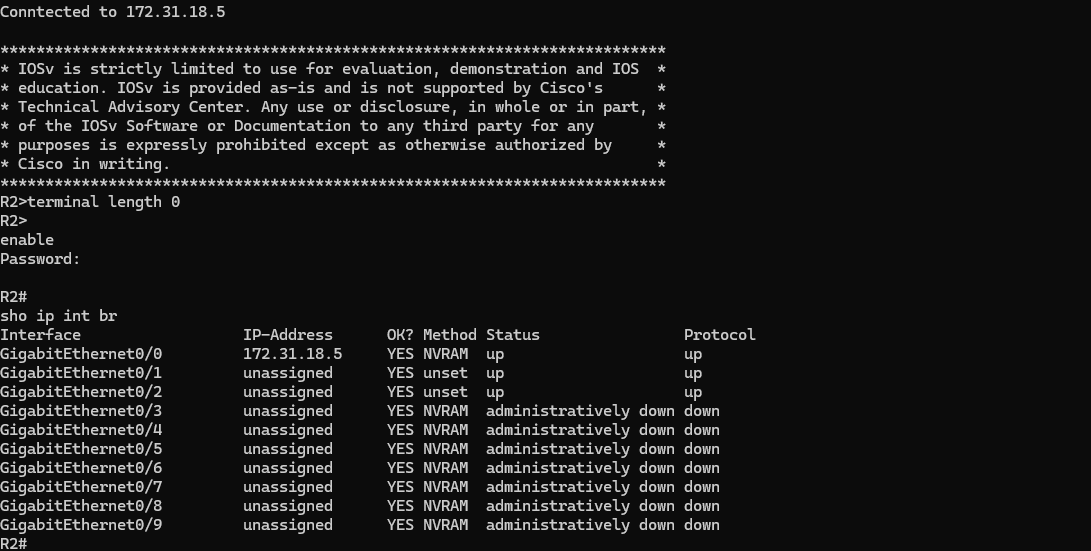 Conntected to 172.31.18.5
**************************************************************************
* IOSv is strictly limited to use for evaluation, demonstration and IOS  *
* education. IOSv is provided as-is and is not supported by Cisco's      *
* Technical Advisory Center. Any use or disclosure, in whole or in part, *
* of the IOSv Software or Documentation to any third party for any       *
* purposes is expressly prohibited except as otherwise authorized by     *
* Cisco in writing.                                                      *
**************************************************************************
R2>terminal length 0
R2>
enable
Password:
R2#
sho ip int br
Interface                  IP-Address      OK? Method Status                Protocol
GigabitEthernet0/0         172.31.18.5     YES NVRAM  up                    up
GigabitEthernet0/1         unassigned      YES unset  up                    up
GigabitEthernet0/2         unassigned      YES unset  up                    up
GigabitEthernet0/3         unassigned      YES NVRAM  administratively down down
GigabitEthernet0/4         unassigned      YES NVRAM  administratively down down
GigabitEthernet0/5         unassigned      YES NVRAM  administratively down down
GigabitEthernet0/6         unassigned      YES NVRAM  administratively down down
GigabitEthernet0/7         unassigned      YES NVRAM  administratively down down
GigabitEthernet0/8         unassigned      YES NVRAM  administratively down down
GigabitEthernet0/9         unassigned      YES NVRAM  administratively down down
R2#